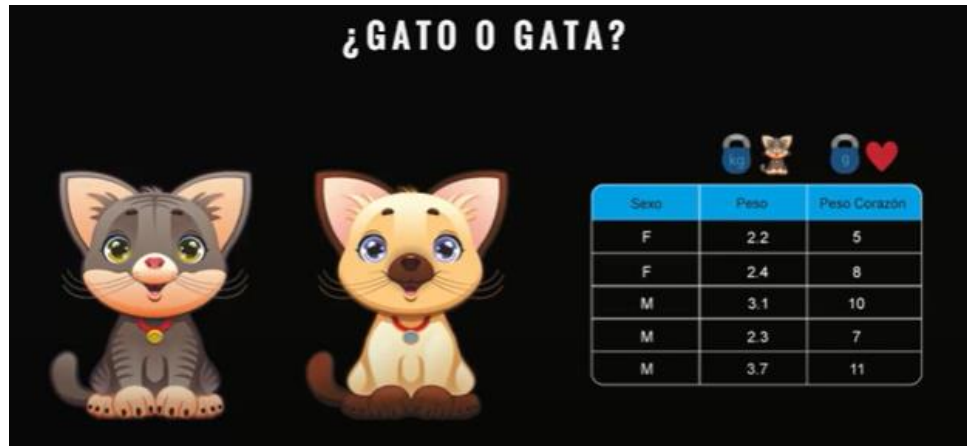 ¿GATO O GATA?
kg g
Sexo Peso Peso Corazón
F 2.2 5
F 2.4 8
M 3.1 10
M 2.3 7
M 3.7 11